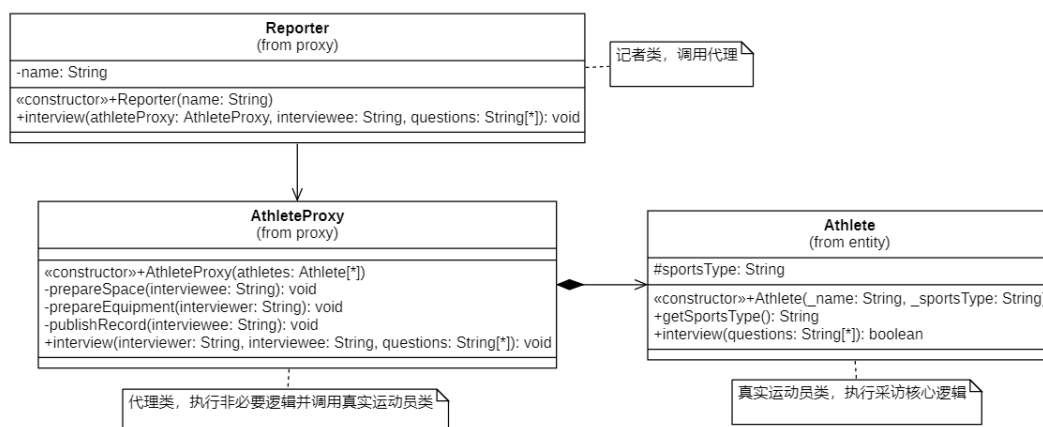 Reporter
(from proxy)
-name: String
«constructor»+Reporter(name: String)
+interview(athleteProxy: AthleteProxy, interviewee: String, questions: String[*]): void
记者类，调用代理
AthleteProxy
(from proxy)
«constructor»+AthleteProxy(athletes: Athlete[*])
-prepareSpace(interviewee: String): void
-prepareEquipment(interviewer: String): void
-publishRecord(interviewee: String): void
+interview(interviewer: String, interviewee: String, questions: String[*]): void
Athlete
(from entity)
#sportsType: String
«constructor»+Athlete(_name: String, _sportsType: String)
+getSportsType(): String
+interview(questions: String[*]): boolean
代理类，执行非必要逻辑并调用真实运动员类
真实运动员类，执行采访核心逻辑